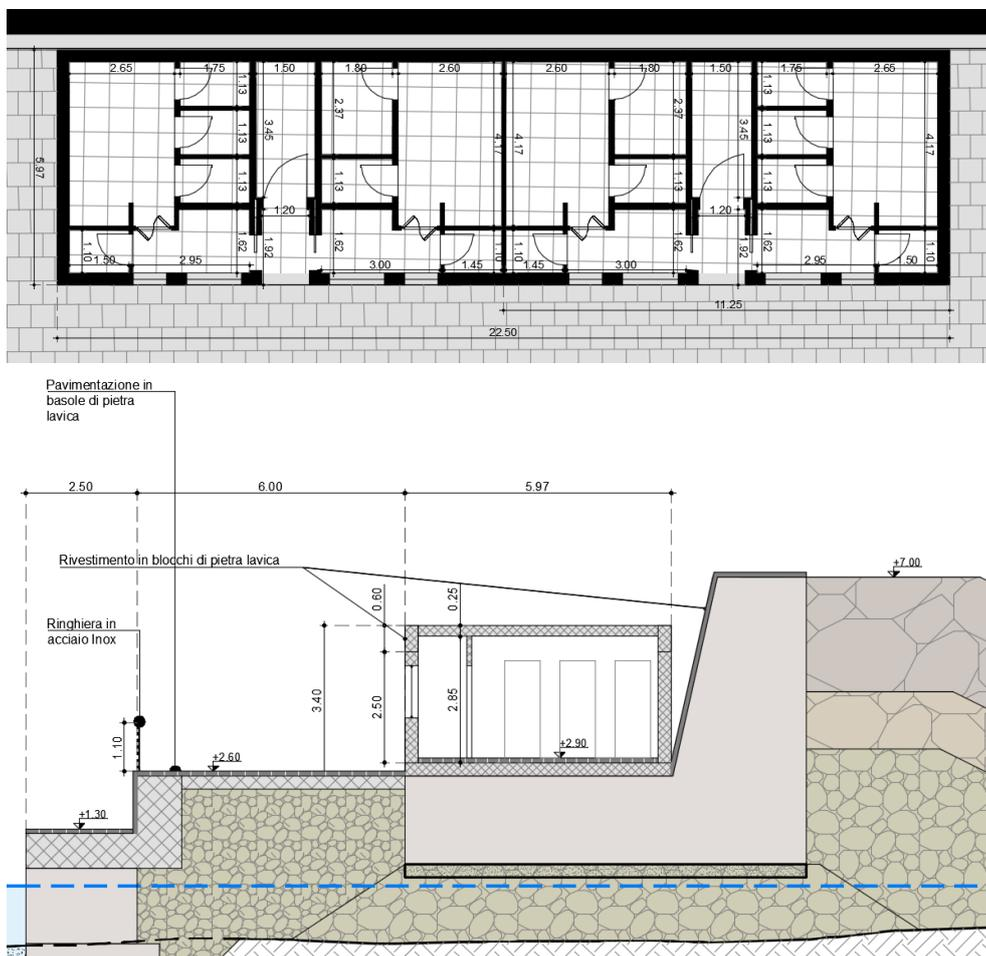 2.65 1.75 1.50 1.80 2.60 2.60 1.80 1.50 1.75 2.65
1.13 2.37 2.37 1.13
3.45 3.45
1.13 4.17 4.17 1.13 4.17
5.97
1.13 1.13 1.13 1.13
1.20 1.20
1.10 1.62 1.92 1.62 1.10 1.10 1.62 1.92 1.62 1.10
1.50 2.95 3.00 1.45 1.45 3.00 2.95 1.50
11.25
22.50
Pavimentazione in
basole di pietra
lavica
2.50 6.00 5.97
Rivestimento in blocchi di pietra lavica
+7.00
0.60 0.25
Ringhiera in
acciaio Inox
3.40 2.50 2.85
1.10
+2.60 +2.90
+1.30